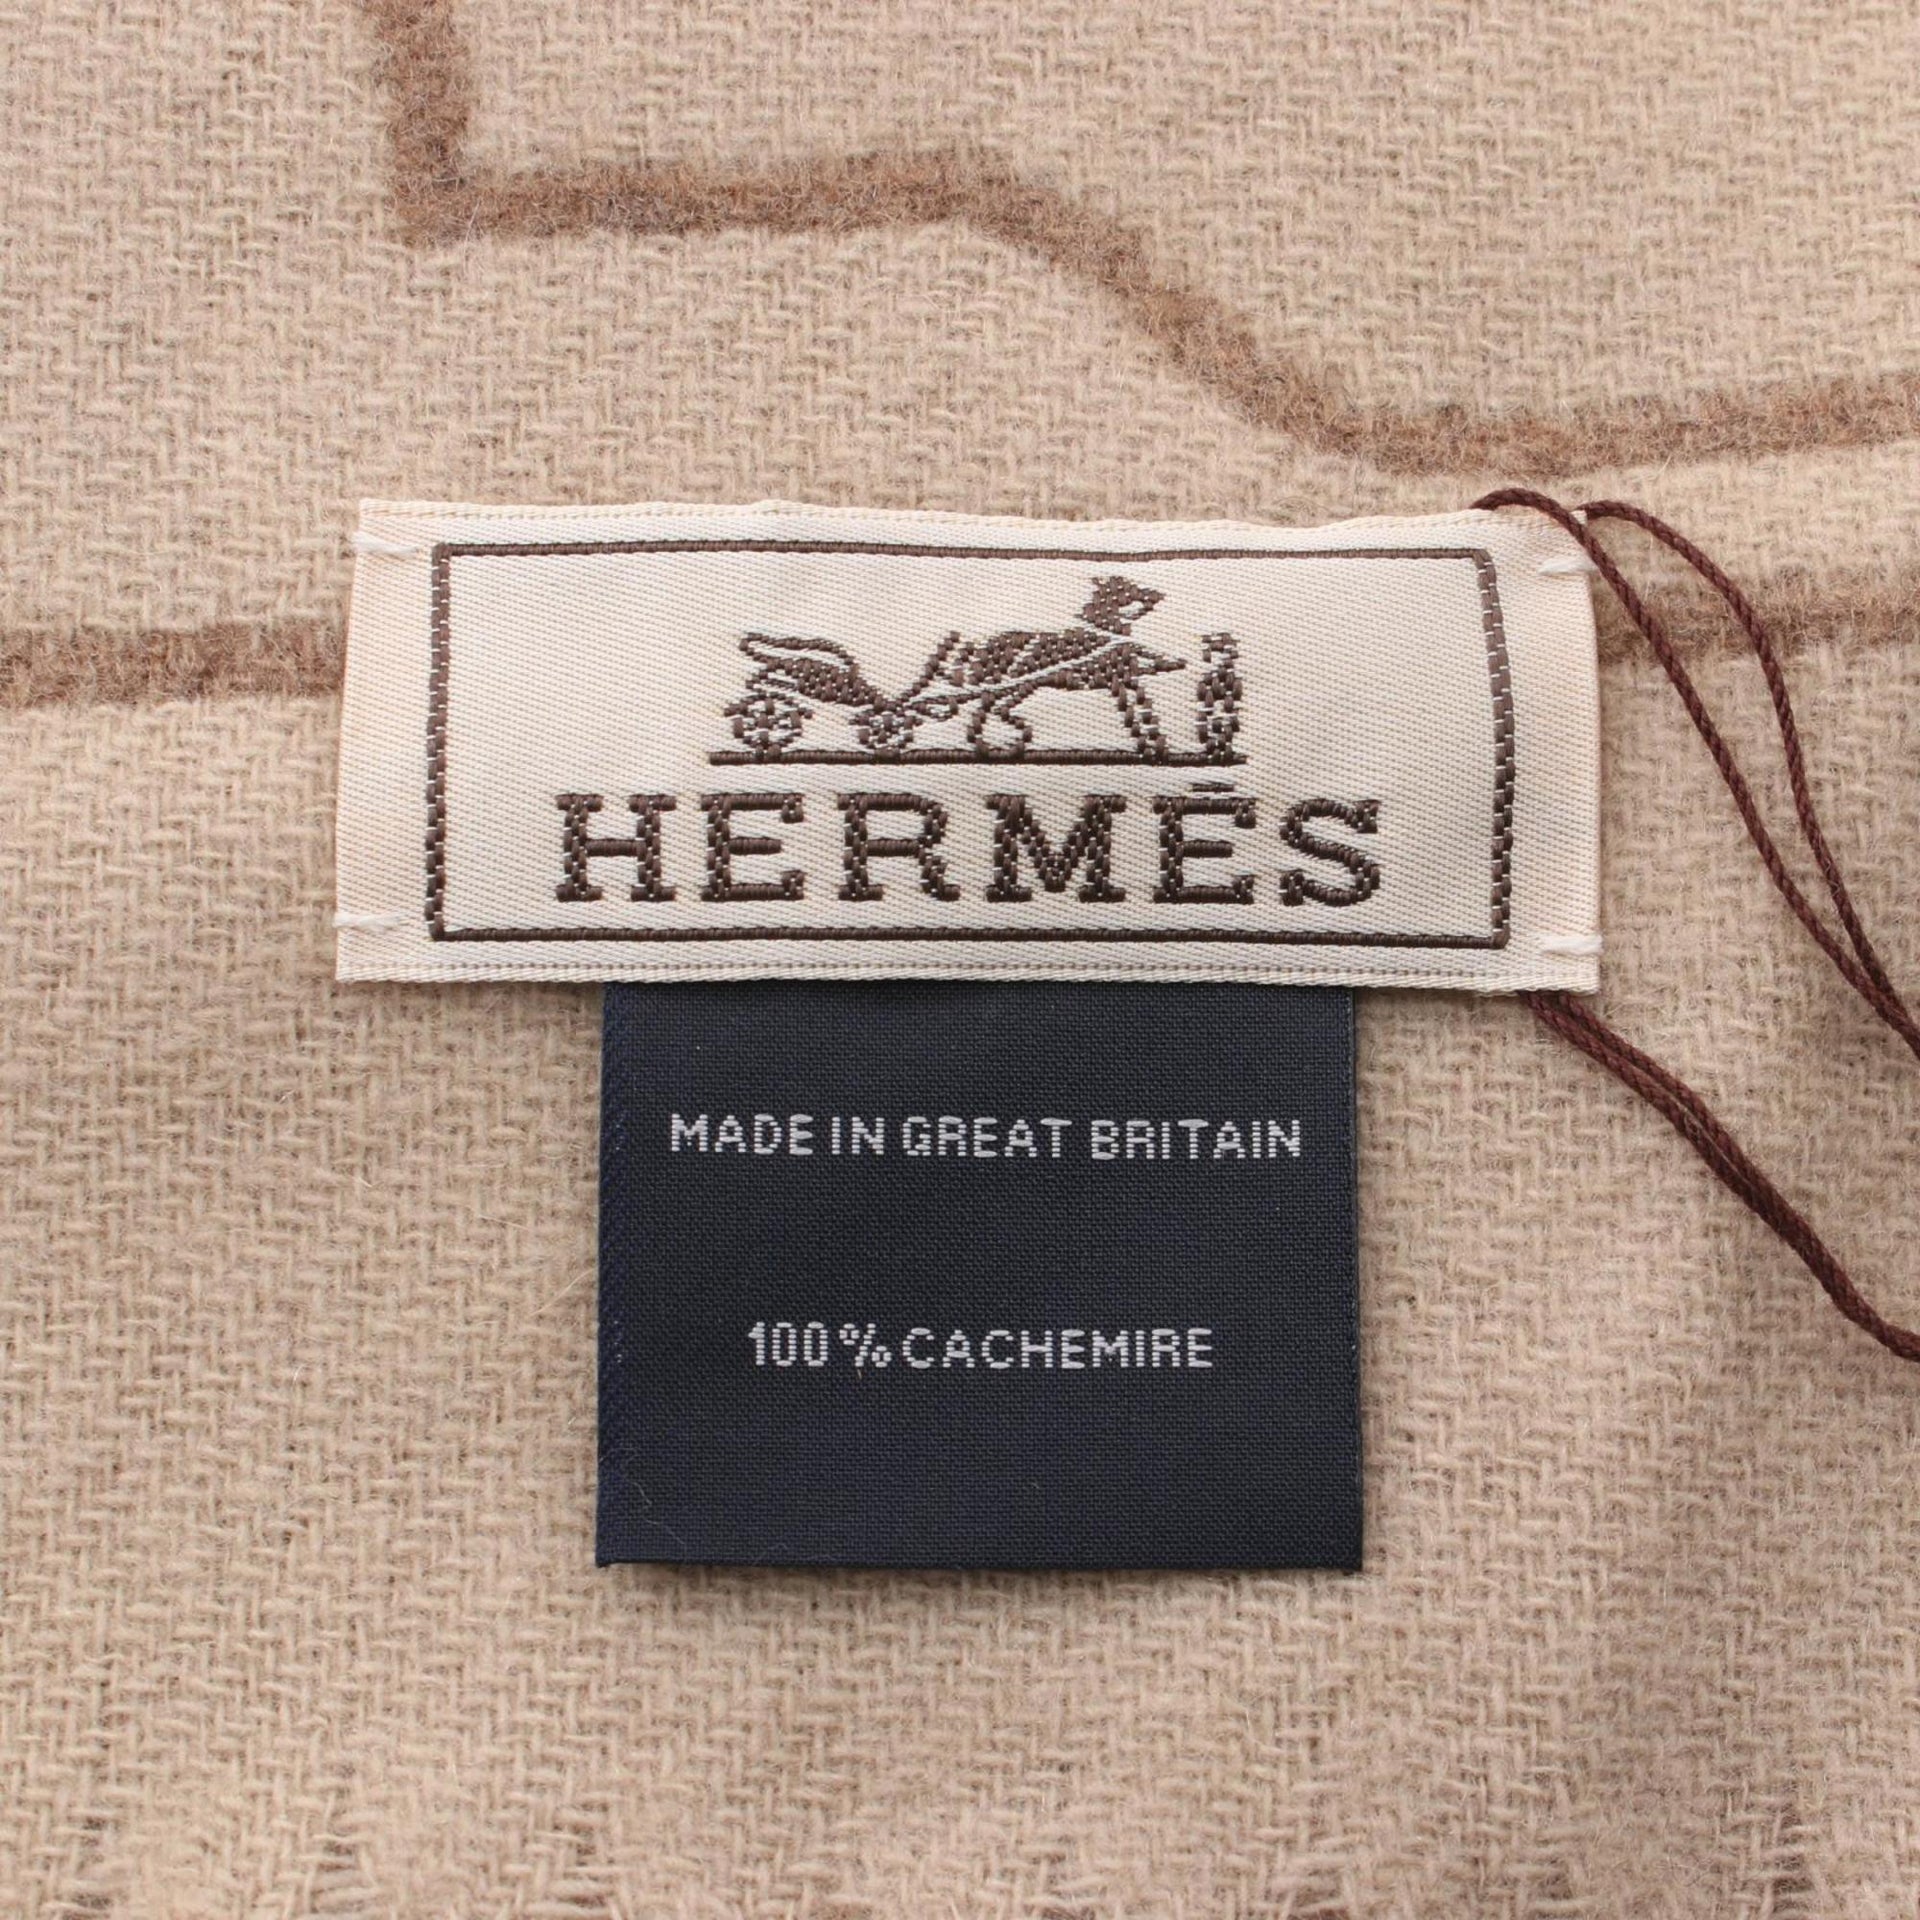 HERMÈS
MADE IN GREAT BRITAIN
100% CACHEMIRE